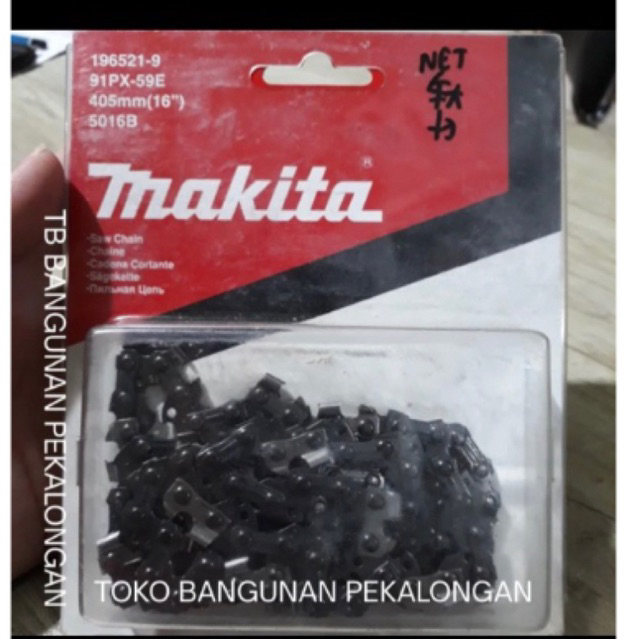 196521-9
91PX-59E
405mm(16")
5016B
NET
makita®
-Saw Chain
-Chaîne
-Cadena Cortante
-Sägekette
-Пильная Цепь
TB BANGUNAN PEKALONGAN
TOKO BANGUNAN PEKALONGAN